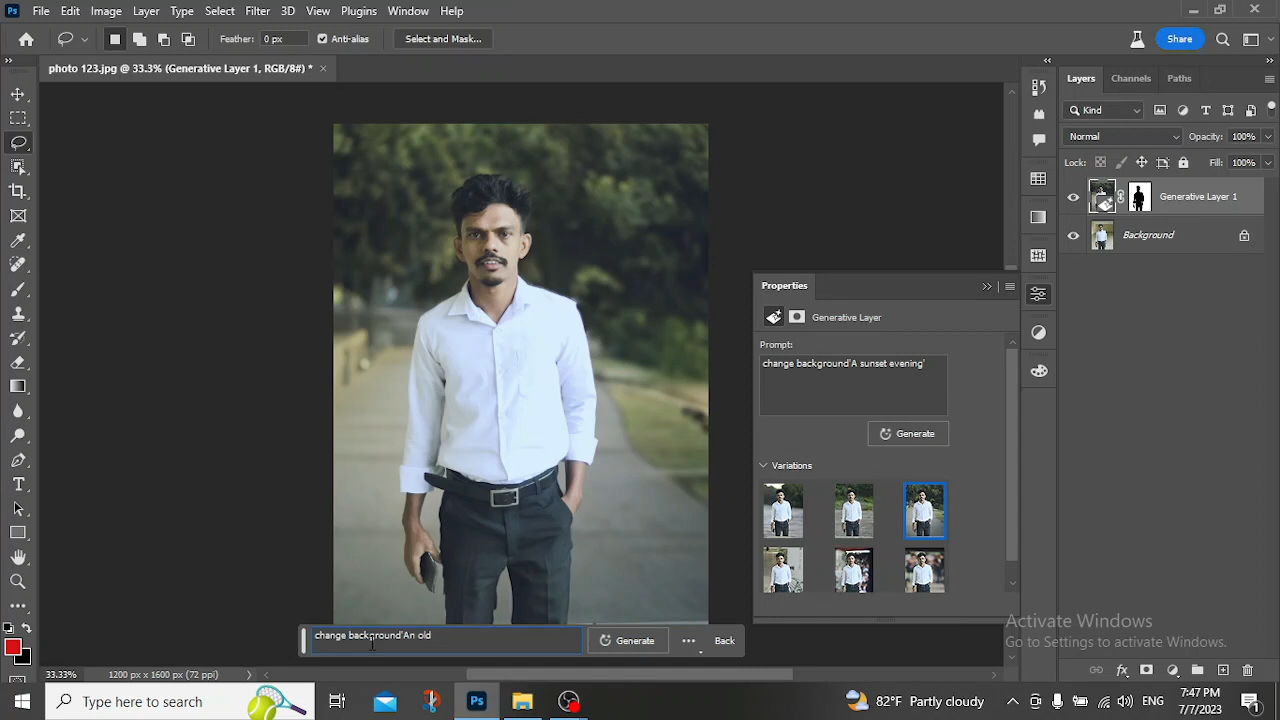 Ps File Edit Image Layer Type Select Filter 3D View Plugins Window Help
Feather: 0 px Anti-alias Select and Mask... Share
photo 123.jpg @ 33.3% (Generative Layer 1, RGB/8#) *
Layers Channels Paths
Kind
Normal Opacity: 100%
Lock: Fill: 100%
Generative Layer 1
Background
Properties
Generative Layer
Prompt:
change background'A sunset evening'
Generate
Variations
change background'An old
Generate Back
33.33% 1200 px x 1600 px (72 ppi)
Activate Windows
Go to Settings to activate Windows.
Type here to search
Ps
82°F Partly cloudy
ENG
7:47 PM
7/7/2023
1